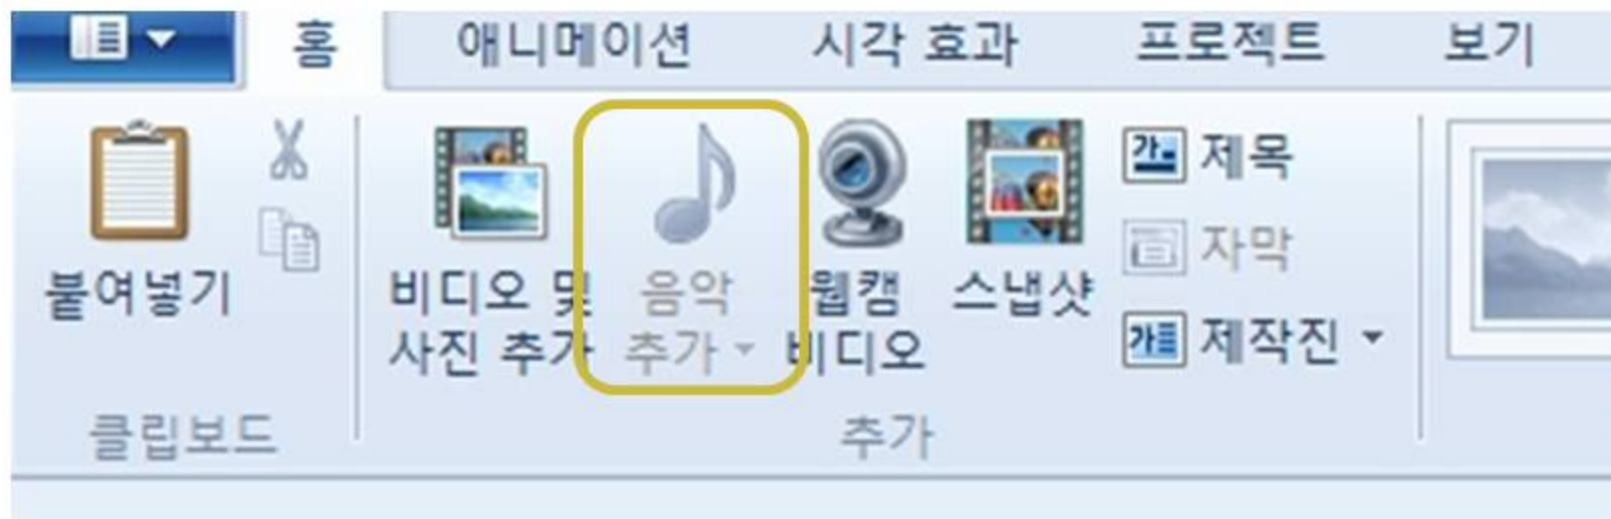 홈 애니메이션 시각 효과 프로젝트 보기
붙여넣기
비디오 및
사진 추가
음악
추가
웹캠
비디오
스냅샷
가 제목
자막
가 제작진
클립보드
추가